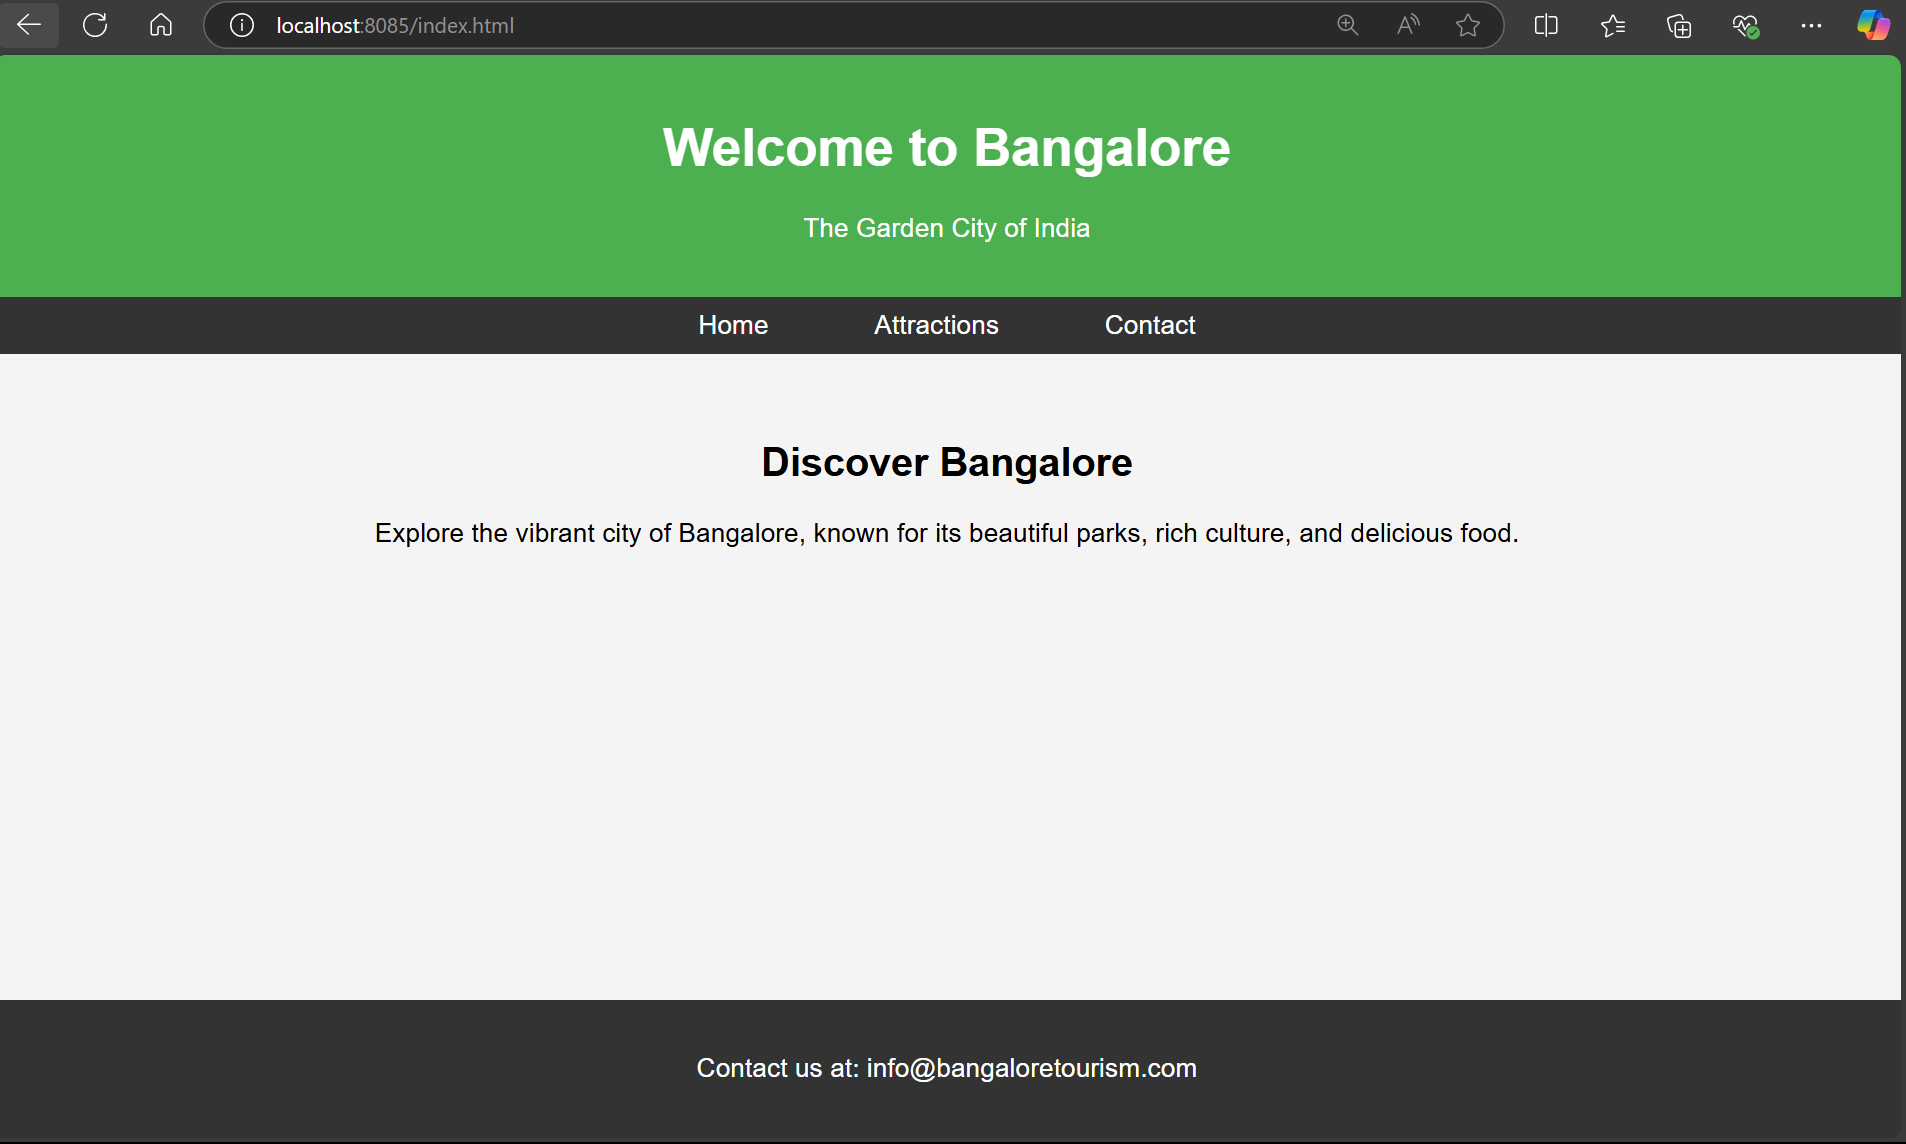 localhost:8085/index.html
Welcome to Bangalore
The Garden City of India
Home Attractions Contact
Discover Bangalore
Explore the vibrant city of Bangalore, known for its beautiful parks, rich culture, and delicious food.
Contact us at: info@bangaloretourism.com